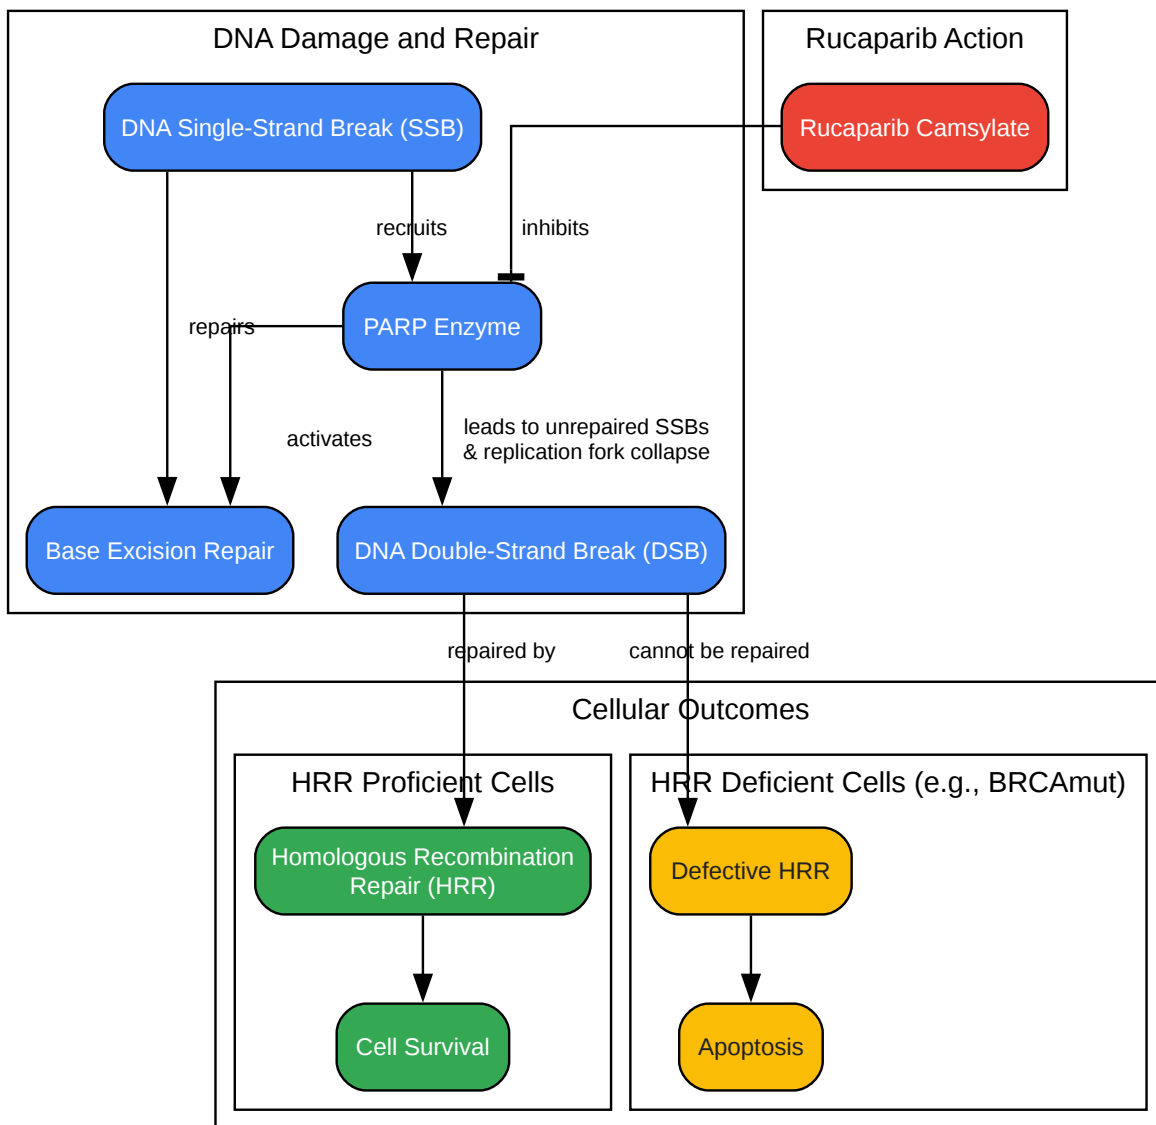 DNA Damage and Repair
Rucaparib Action
DNA Single-Strand Break (SSB)
Rucaparib Camsylate
recruits
inhibits
PARP Enzyme
repairs
activates
leads to unrepaired SSBs
& replication fork collapse
Base Excision Repair
DNA Double-Strand Break (DSB)
repaired by
cannot be repaired
Cellular Outcomes
HRR Proficient Cells
HRR Deficient Cells (e.g., BRCAmut)
Homologous Recombination
Repair (HRR)
Defective HRR
Cell Survival
Apoptosis